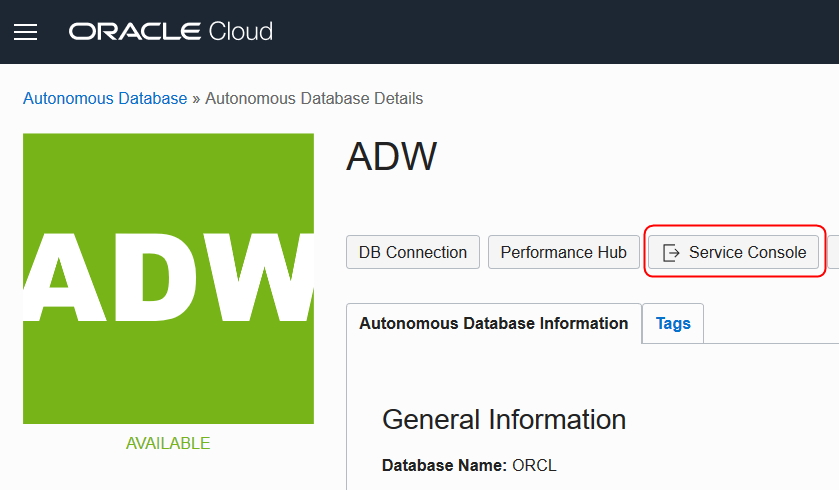 ORACLE Cloud
Autonomous Database » Autonomous Database Details
ADW
ADW
DB Connection
Performance Hub
Service Console
Autonomous Database Information
Tags
General Information
Database Name: ORCL
AVAILABLE